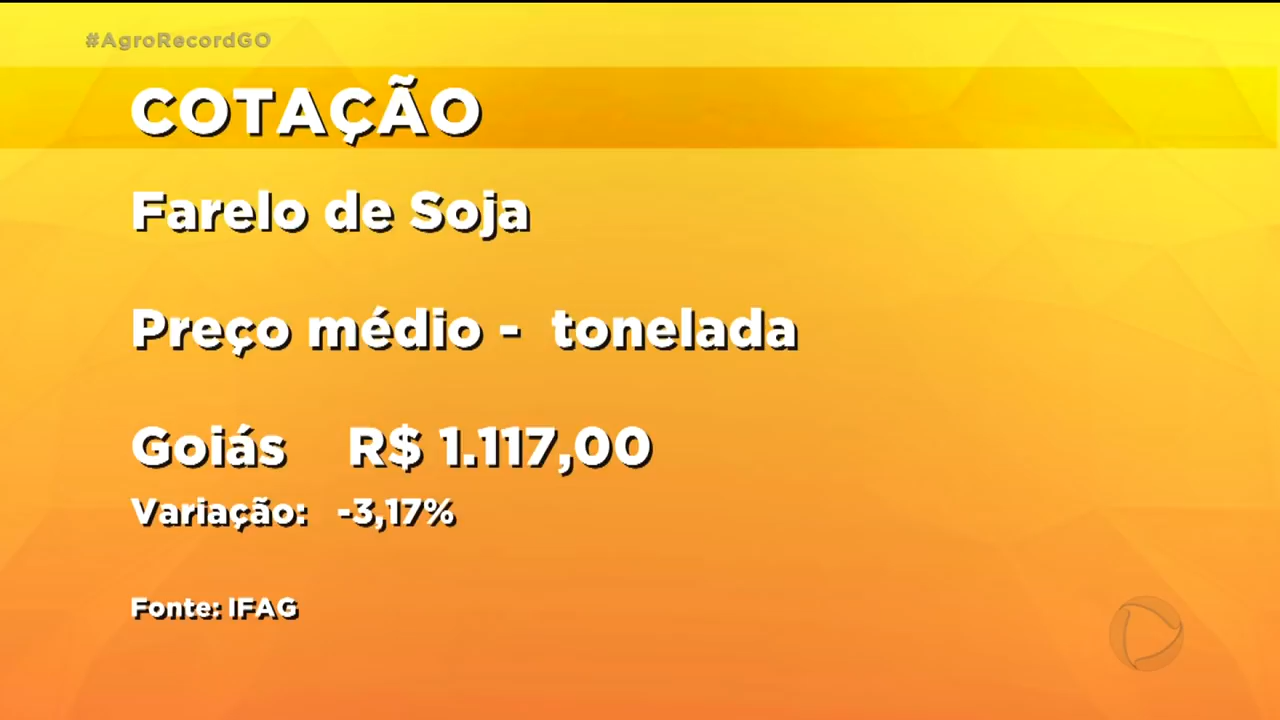 #AgroRecordGO
COTAÇÃO
Farelo de Soja
Preço médio - tonelada
Goiás R$ 1.117,00
Variação: -3,17%
Fonte: IFAG